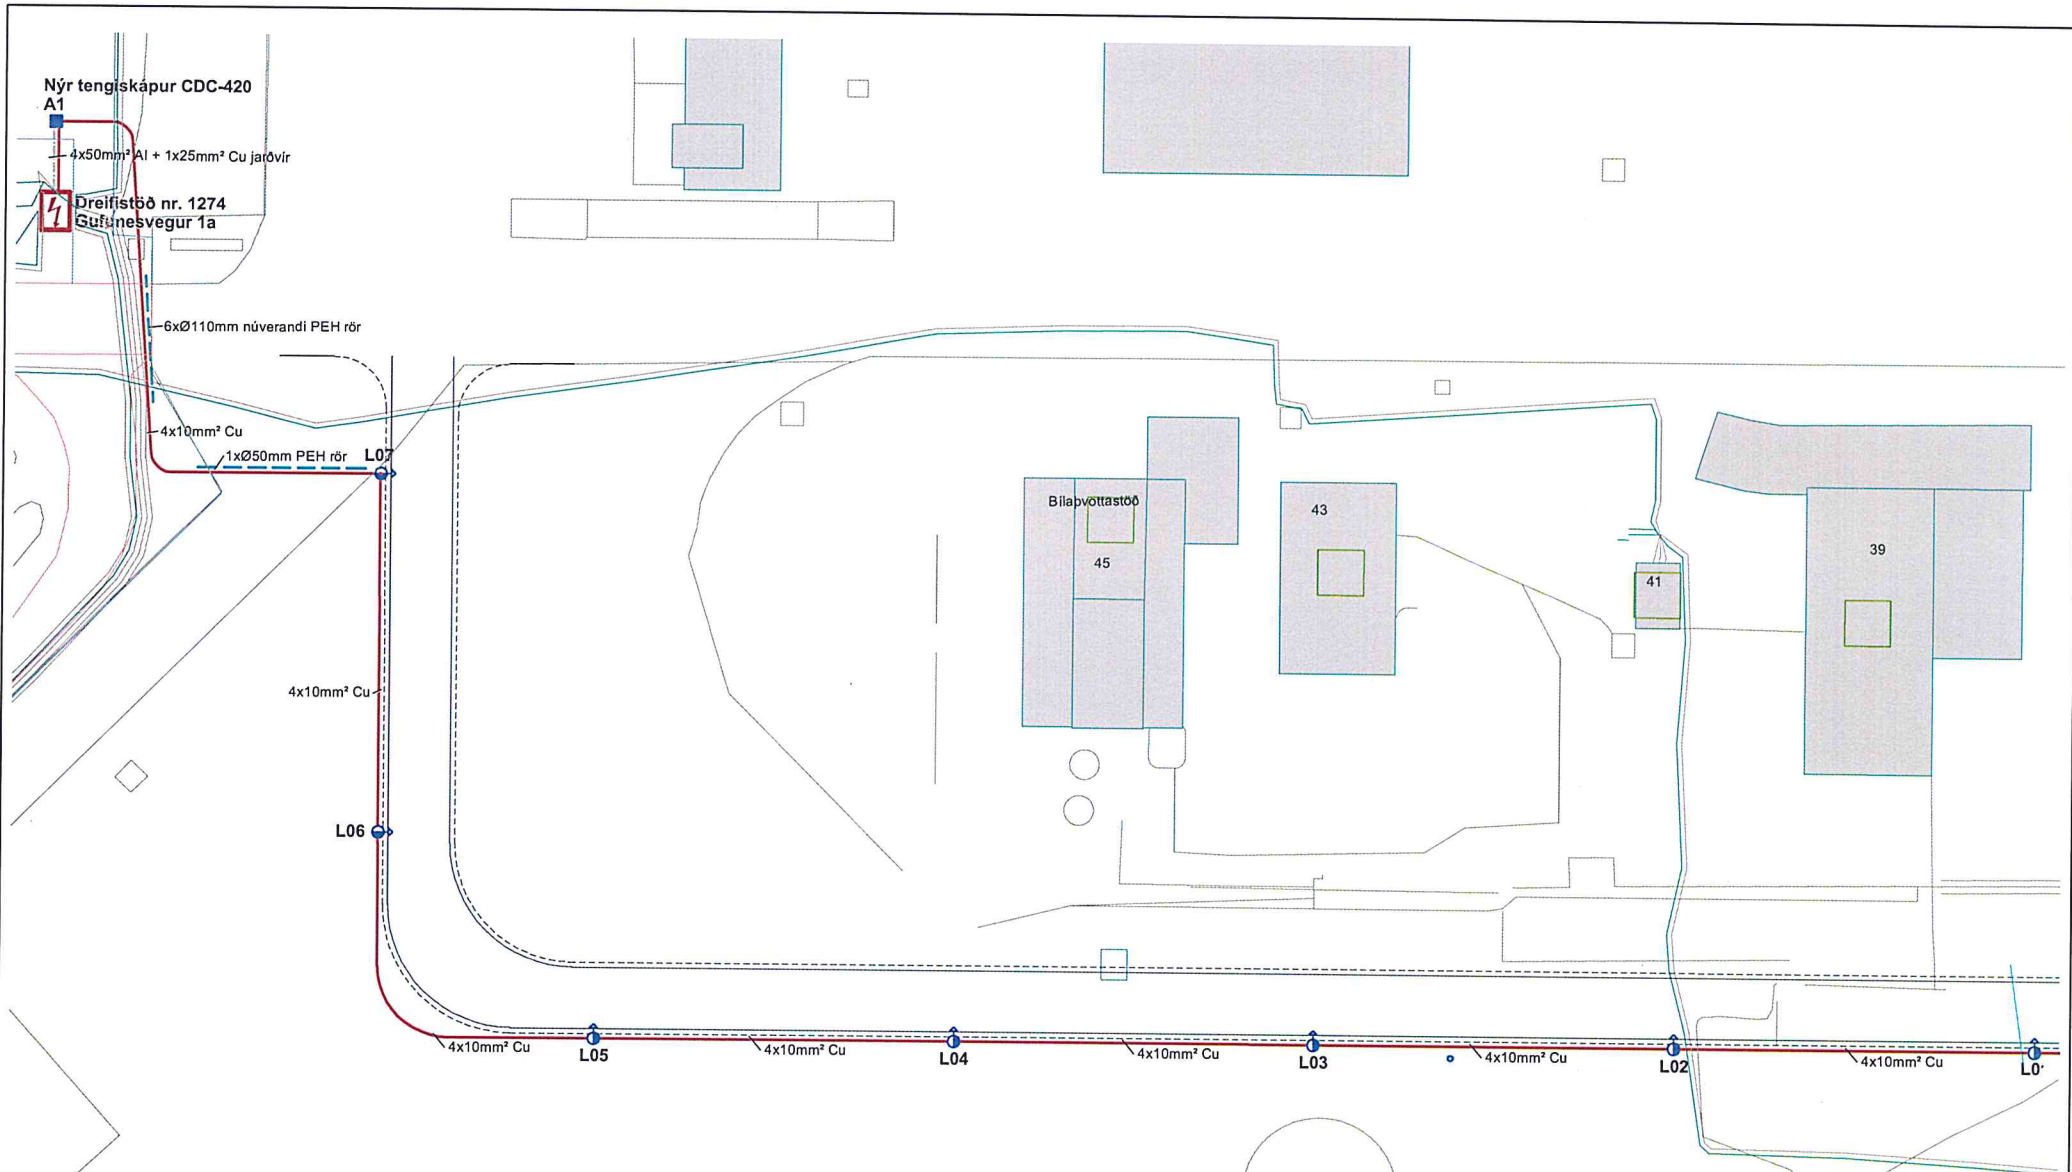 Nýr tengiskápur CDC-420
A1
4x50mm² Al + 1x25mm² Cu jarðvír
Dreifistöð nr. 1274
Gufunesvegur 1a
6xØ110mm núverandi PEH rör
4x10mm² Cu
1xØ50mm PEH rör
L07
Bílaþvottastöð
43
45
39
41
4x10mm² Cu
L06
4x10mm² Cu
L05
4x10mm² Cu
L04
4x10mm² Cu
L03
4x10mm² Cu
L02
4x10mm² Cu